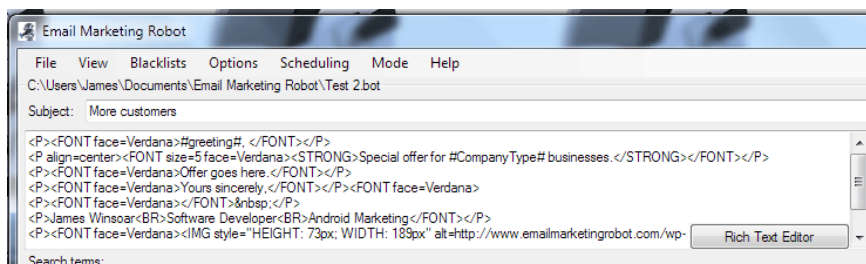 Email Marketing Robot
File View Blacklists Options Scheduling Mode Help
C:\Users\James\Documents\Email Marketing Robot\Test 2.bot
Subject: More customers
<P><FONT face=Verdana>#greeting#, </FONT></P>
<P align=center><FONT size=5 face=Verdana><STRONG>Special offer for #CompanyType# businesses.</STRONG></FONT></P>
<P><FONT face=Verdana>Offer goes here.</FONT></P>
<P><FONT face=Verdana>Yours sincerely,</FONT></P><FONT face=Verdana>
<P><FONT face=Verdana></FONT>&nbsp;</P>
<P>James Winsoar<BR>Software Developer<BR>Android Marketing</FONT></P>
<P><FONT face=Verdana><IMG style="HEIGHT: 73px; WIDTH: 189px" alt=http://www.emailmarketingrobot.com/wp-
Rich Text Editor
Search terms: